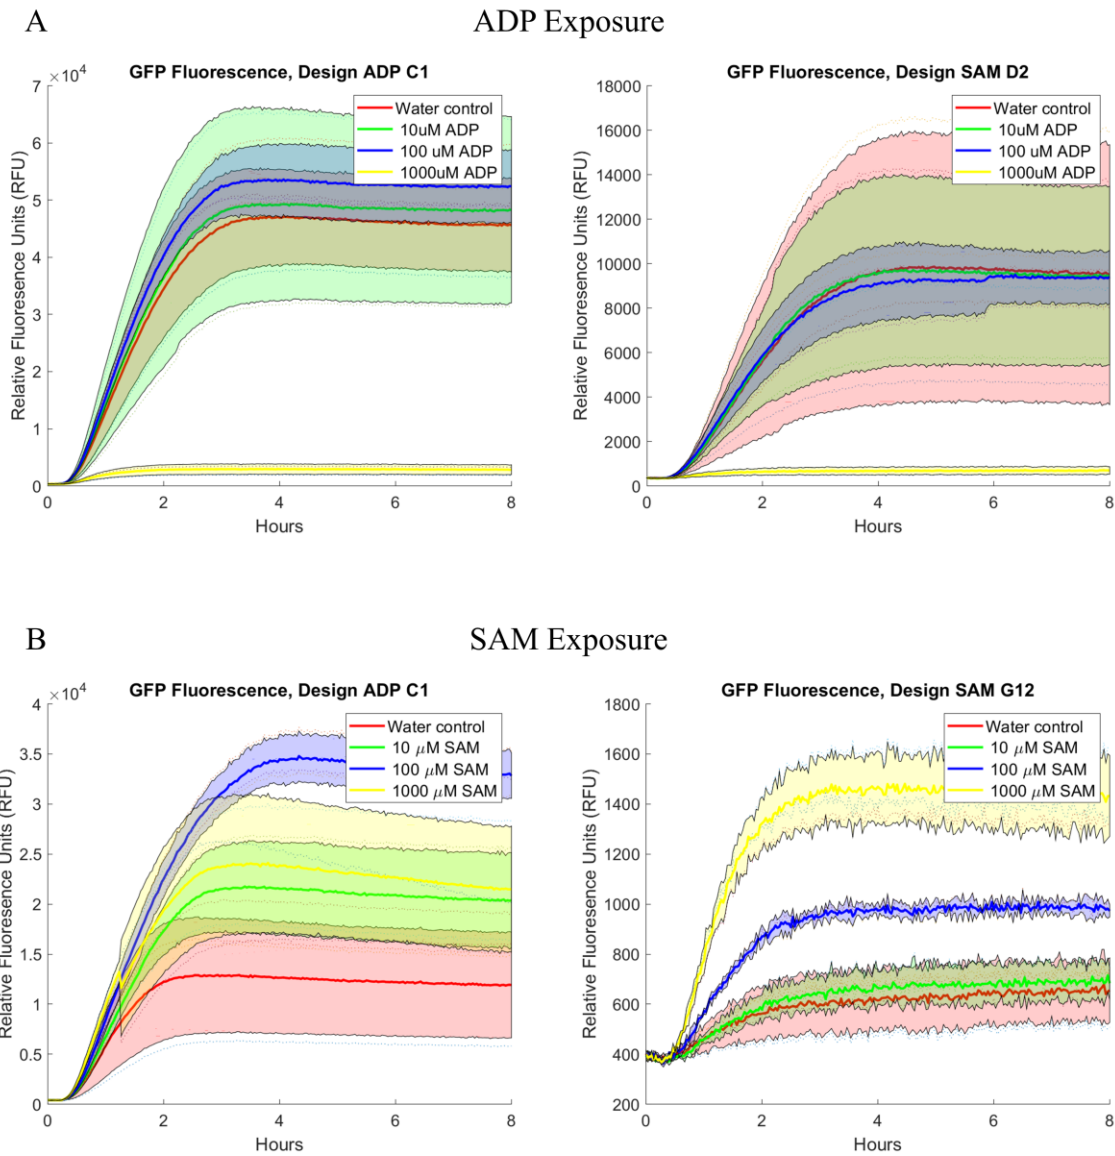 A
ADP Exposure
GFP Fluorescence, Design ADP C1
×10⁴
Relative Fluoresence Units (RFU)
7
6
5
4
3
2
1
0
0 2 4 6 8
Hours
Water control
10uM ADP
100 uM ADP
1000uM ADP
GFP Fluorescence, Design SAM D2
Relative Fluoresence Units (RFU)
18000
16000
14000
12000
10000
8000
6000
4000
2000
0
0 2 4 6 8
Hours
Water control
10uM ADP
100 uM ADP
1000uM ADP
B
SAM Exposure
GFP Fluorescence, Design ADP C1
×10⁴
Relative Fluoresence Units (RFU)
4
3.5
3
2.5
2
1.5
1
0.5
0
0 2 4 6 8
Hours
Water control
10 μM SAM
100 μM SAM
1000 μM SAM
GFP Fluorescence, Design SAM G12
Relative Fluoresence Units (RFU)
1800
1600
1400
1200
1000
800
600
400
200
0 2 4 6 8
Hours
Water control
10 μM SAM
100 μM SAM
1000 μM SAM